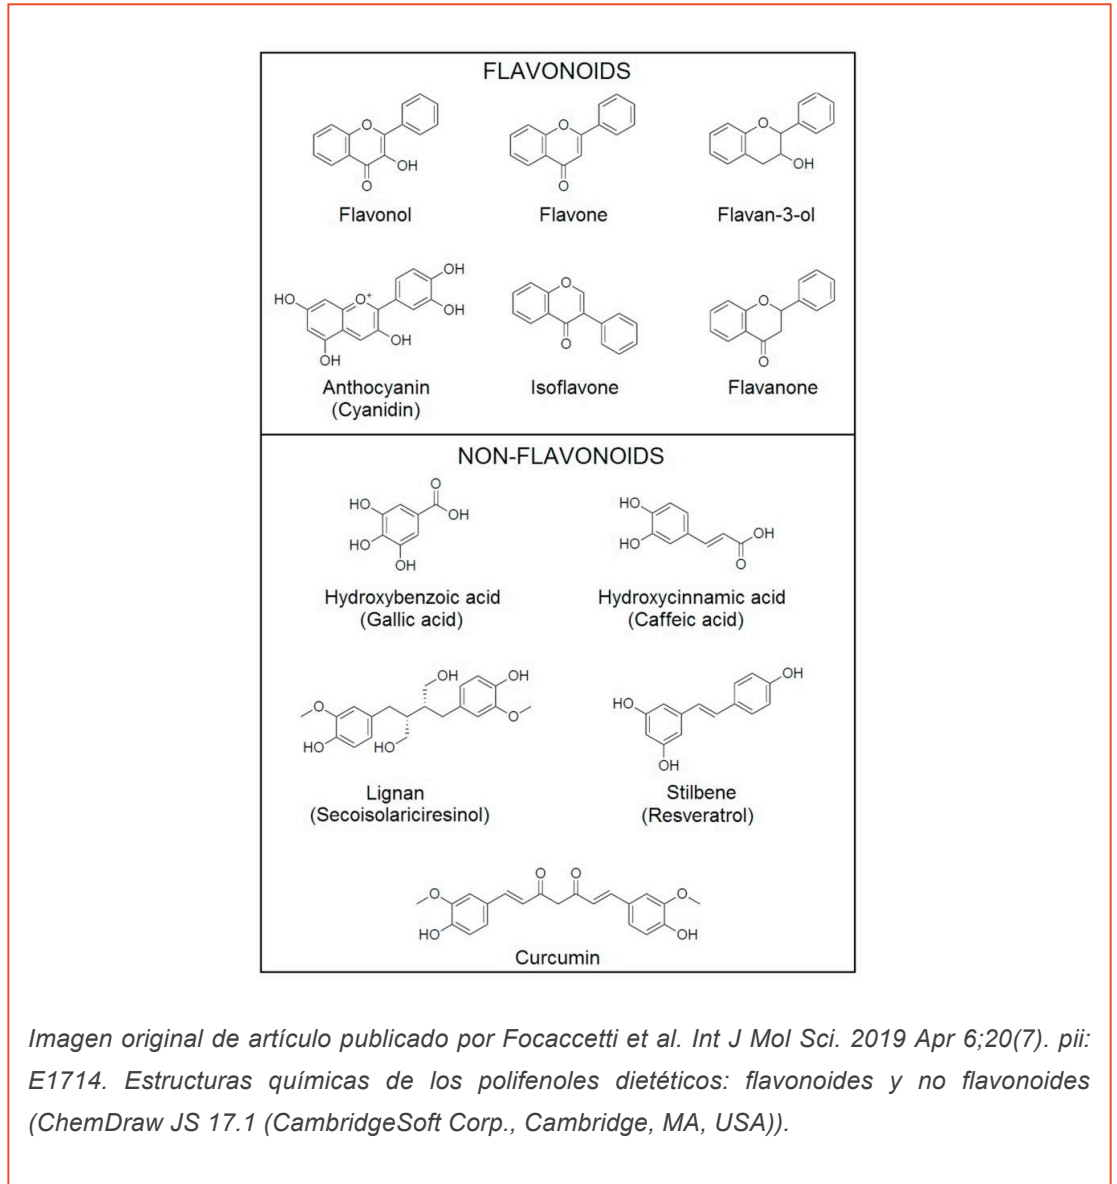 FLAVONOIDS
O
OH
O
Flavonol
O
O
Flavone
O
OH
Flavan-3-ol
HO
O+
OH
OH
OH
OH
Anthocyanin
(Cyanidin)
O
O
Isoflavone
O
O
Flavanone
NON-FLAVONOIDS
HO
HO
OH
O
OH
Hydroxybenzoic acid
(Gallic acid)
HO
HO
OH
O
Hydroxycinnamic acid
(Caffeic acid)
O
HO
HO
OH
OH
O
Lignan
(Secoisolariciresinol)
HO
OH
OH
Stilbene
(Resveratrol)
O
HO
O
O
O
OH
Curcumin
Imagen original de artículo publicado por Focaccetti et al. Int J Mol Sci. 2019 Apr 6;20(7). pii:
E1714. Estructuras químicas de los polifenoles dietéticos: flavonoides y no flavonoides
(ChemDraw JS 17.1 (CambridgeSoft Corp., Cambridge, MA, USA)).